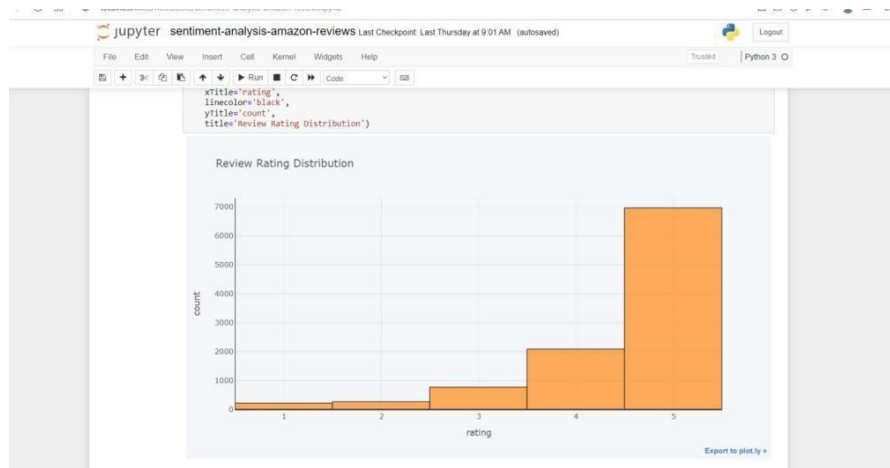 jupyter sentiment-analysis-amazon-reviews Last Checkpoint: Last Thursday at 9:01 AM (autosaved)
Logout
File Edit View Insert Cell Kernel Widgets Help
Trusted
Python 3
Run
Code
xTitle='rating',
linecolor='black',
yTitle='count',
title='Review Rating Distribution')
Review Rating Distribution
7000
6000
5000
4000
3000
2000
1000
0
count
1 2 3 4 5
rating
Export to plot.ly »